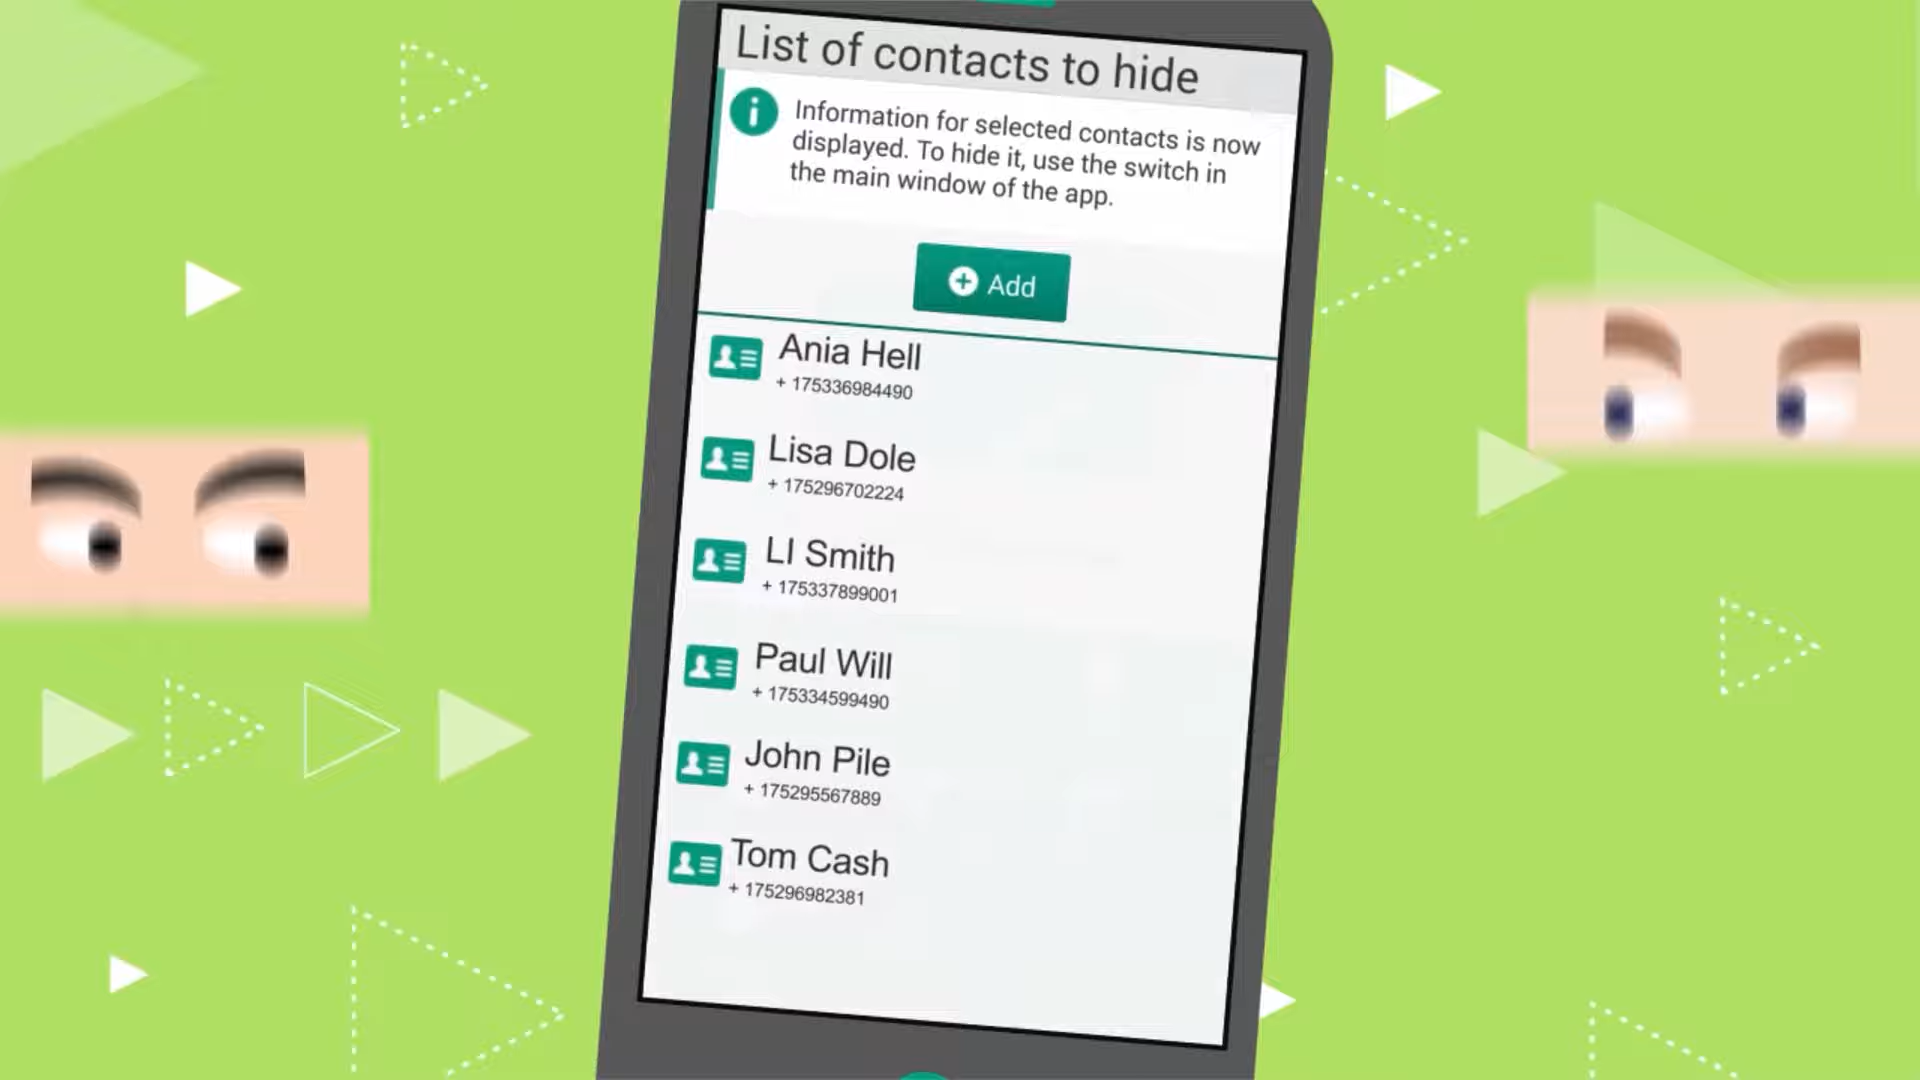 List of contacts to hide
Information for selected contacts is now
displayed. To hide it, use the switch in
the main window of the app.
Add
Ania Hell
+ 175336984490
Lisa Dole
+ 175296702224
LI Smith
+ 175337899001
Paul Will
+ 175334599490
John Pile
+ 175295567889
Tom Cash
+ 175296982381